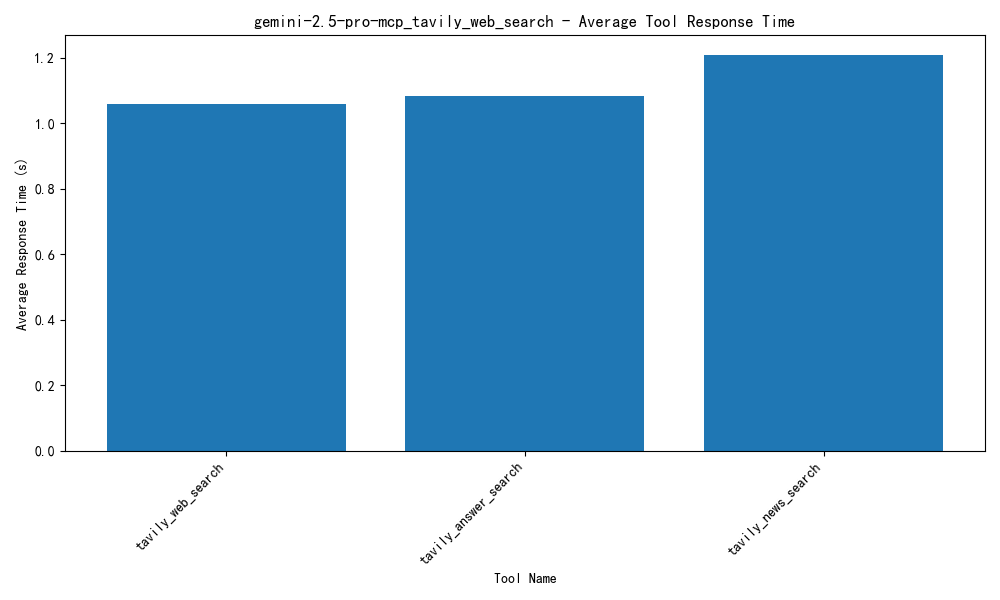 gemini-2.5-pro-mcp_tavily_web_search - Average Tool Response Time
Average Response Time (s)
1.2
1.0
0.8
0.6
0.4
0.2
0.0
tavily_web_search
tavily_answer_search
tavily_news_search
Tool Name